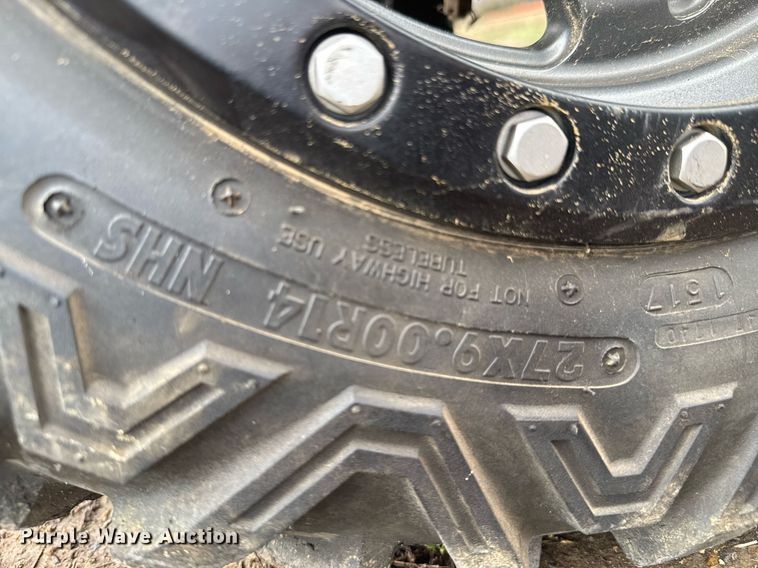 27X9.00R14 NHS
NOT FOR HIGHWAY USE
TUBELESS
1517
Purple Wave Auction